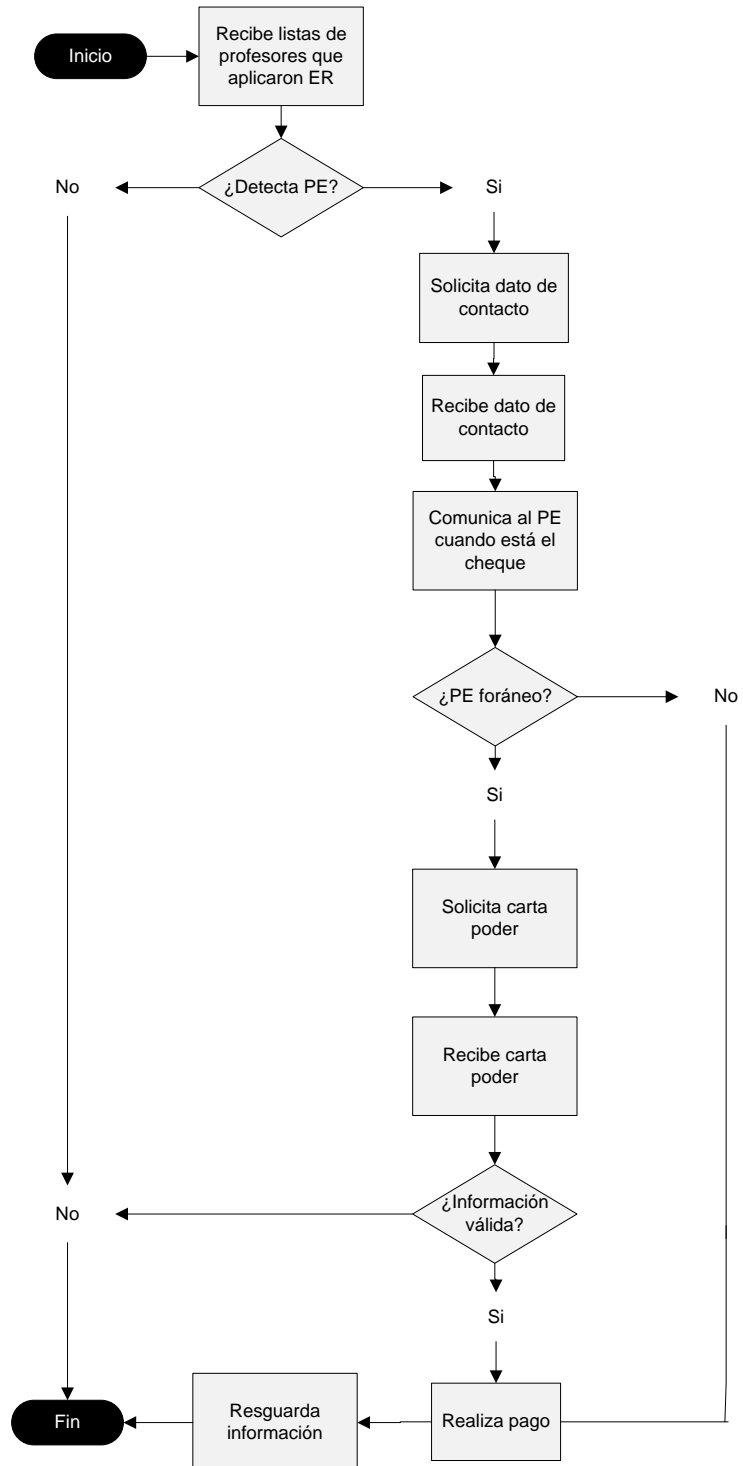 Inicio
Recibe listas de
profesores que
aplicaron ER
No
¿Detecta PE?
Si
Solicita dato de
contacto
Recibe dato de
contacto
Comunica al PE
cuando está el
cheque
¿PE foráneo?
No
Si
Solicita carta
poder
Recibe carta
poder
No
¿Información
válida?
Si
Fin
Resguarda
información
Realiza pago